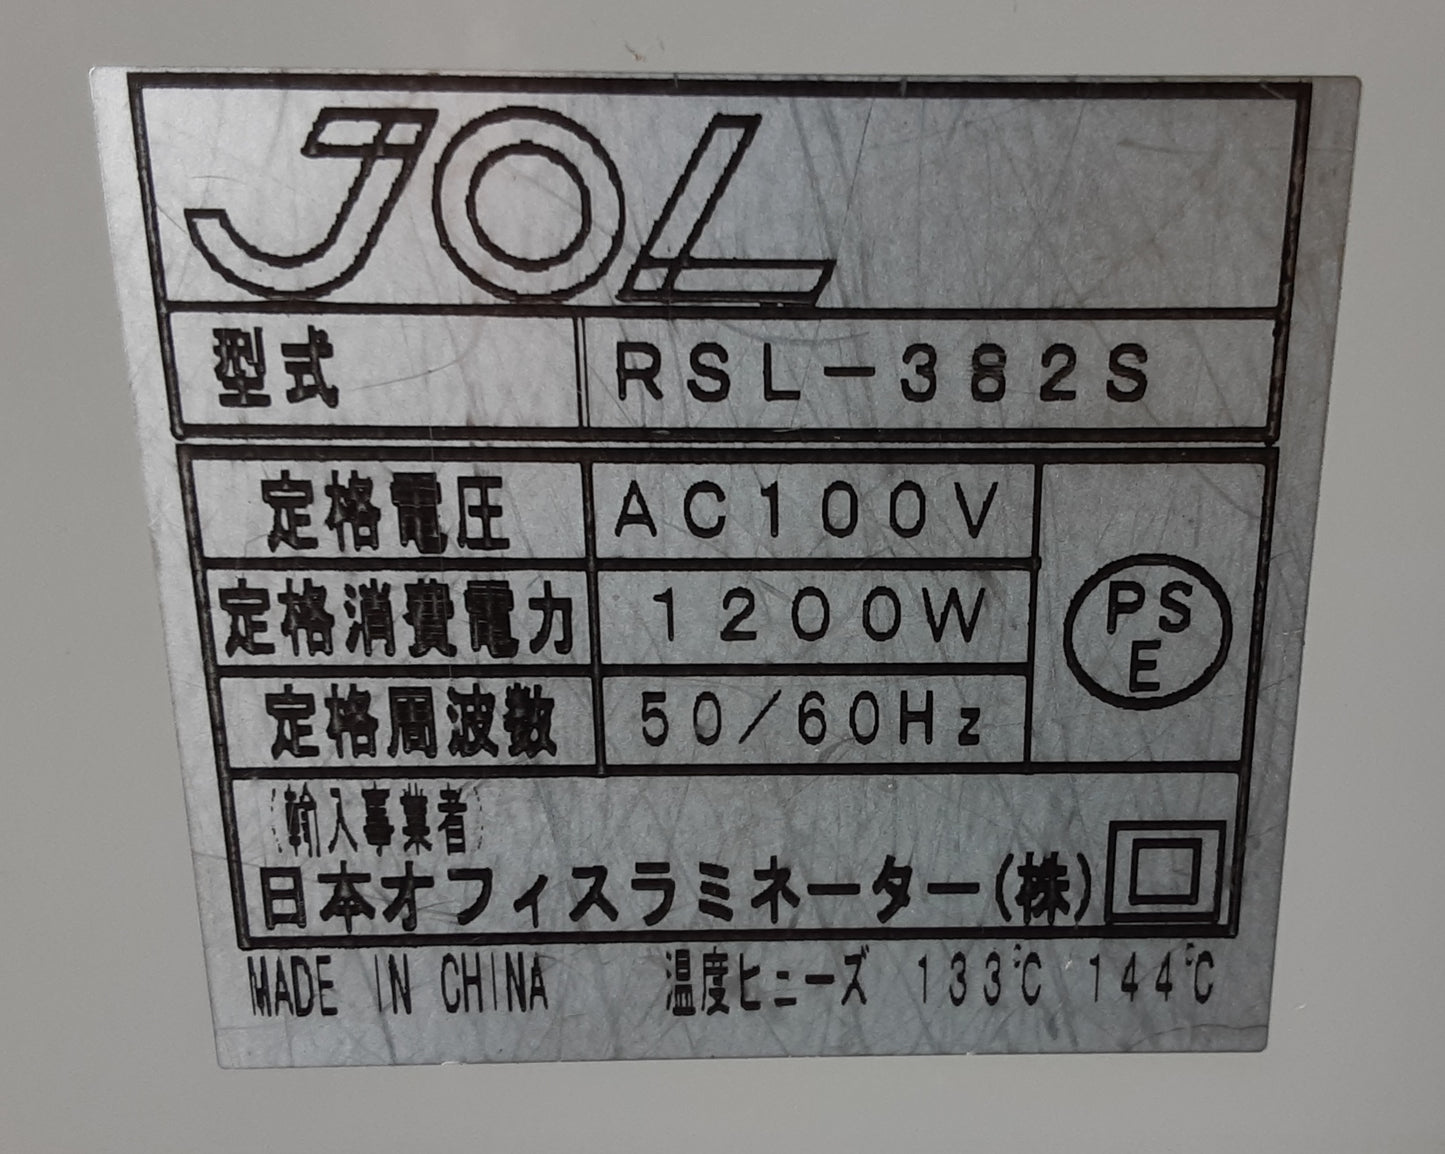 JOL
型式 RSL-382S
定格電圧 AC100V
定格消費電力 1200W
定格周波数 50/60Hz
PS
E
(輸入事業者)
日本オフィスラミネーター(株)
MADE IN CHINA 温度ヒューズ 133℃ 144℃